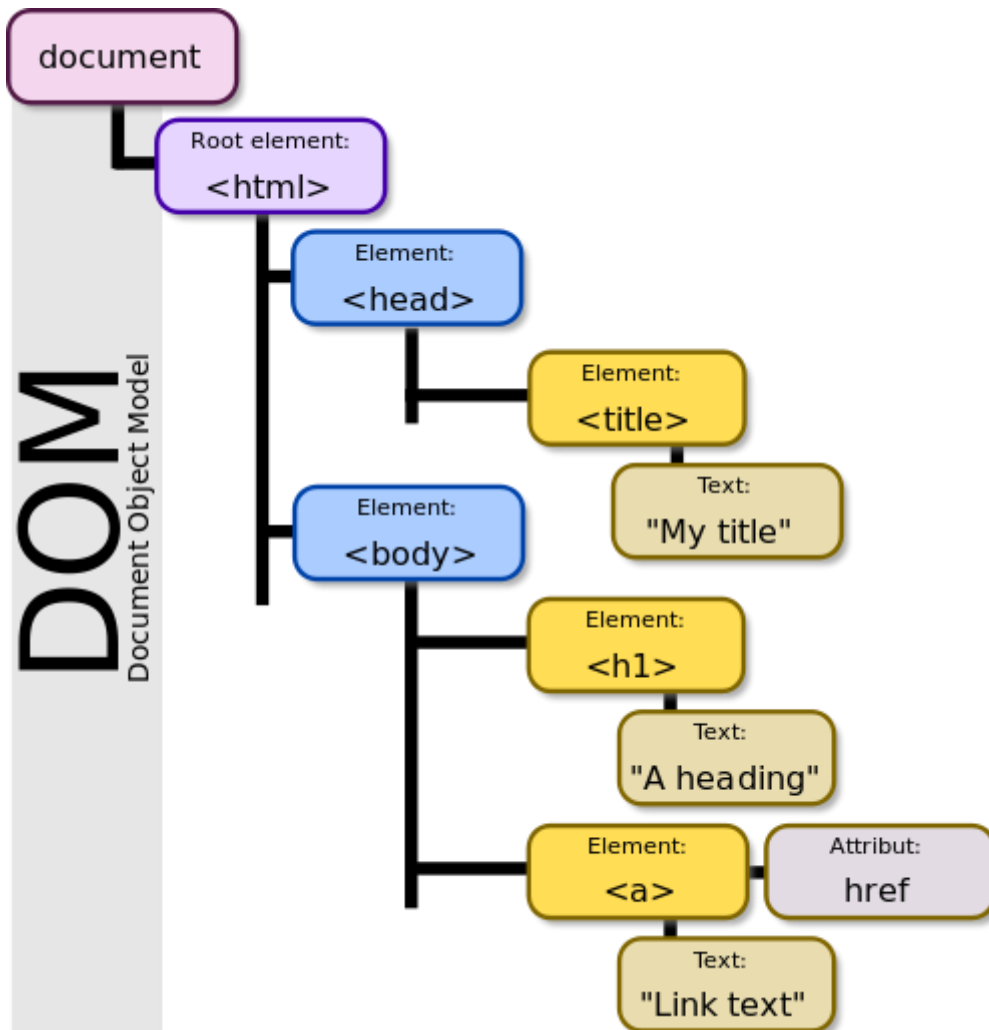 document
Root element:
<html>
Element:
<head>
Element:
<title>
Text:
"My title"
Element:
<body>
Element:
<h1>
Text:
"A heading"
Element:
<a>
Attribut:
href
Text:
"Link text"
DOM
Document Object Model